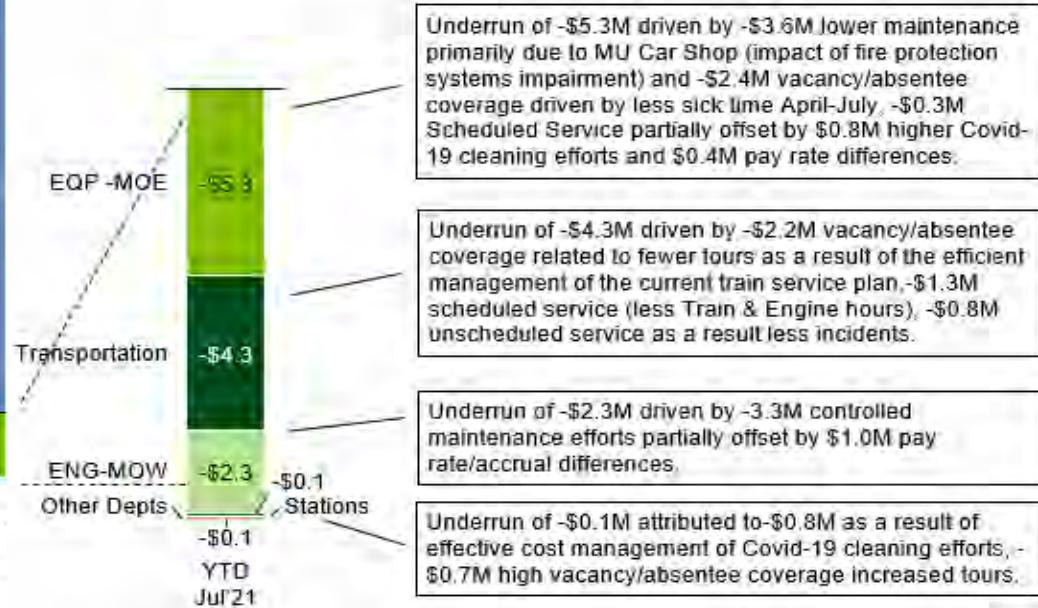 Underrun of -$5.3M driven by -$3.6M lower maintenance
primarily due to MU Car Shop (impact of fire protection
systems impairment) and -$2.4M vacancy/absentee
coverage driven by less sick time April-July, -$0.3M
Scheduled Service partially offset by $0.8M higher Covid-
19 cleaning efforts and $0.4M pay rate differences.
EQP -MOE
-$5.3
Underrun of -$4.3M driven by -$2.2M vacancy/absentee
coverage related to fewer tours as a result of the efficient
management of the current train service plan,-$1.3M
scheduled service (less Train & Engine hours), -$0.8M
unscheduled service as a result less incidents.
Transportation
-$4.3
Underrun of -$2.3M driven by -3.3M controlled
maintenance efforts partially offset by $1.0M pay
rate/accrual differences.
ENG-MOW
-$2.3
-$0.1
Other Depts
Stations
-$0.1
Underrun of -$0.1M attributed to-$0.8M as a result of
effective cost management of Covid-19 cleaning efforts, -
$0.7M high vacancy/absentee coverage increased tours.
YTD
Jul'21